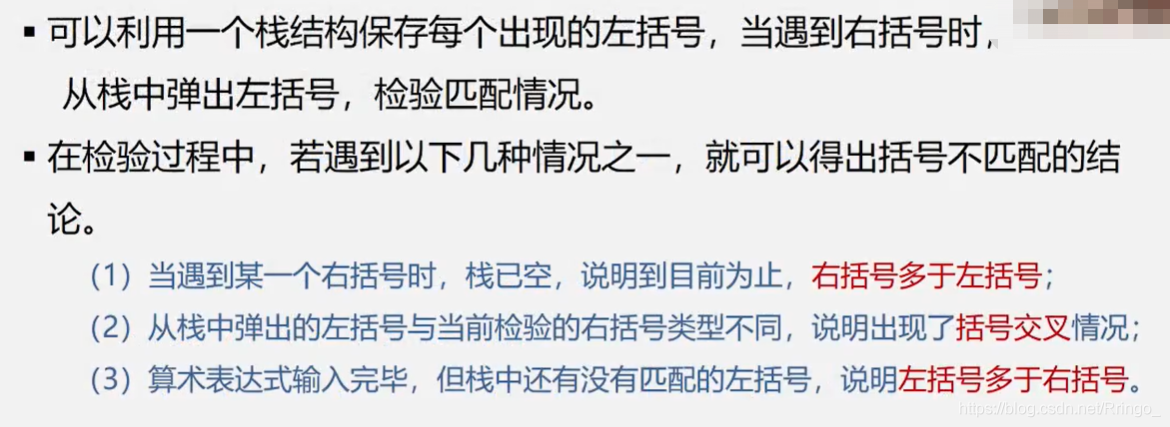 ▪ 可以利用一个栈结构保存每个出现的左括号，当遇到右括号时，
从栈中弹出左括号，检验匹配情况。
▪ 在检验过程中，若遇到以下几种情况之一，就可以得出括号不匹配的结
论。
（1）当遇到某一个右括号时，栈已空，说明到目前为止，右括号多于左括号；
（2）从栈中弹出的左括号与当前检验的右括号类型不同，说明出现了括号交叉情况；
（3）算术表达式输入完毕，但栈中还有没有匹配的左括号，说明左括号多于右括号。
https://blog.csdn.net/Rringo_